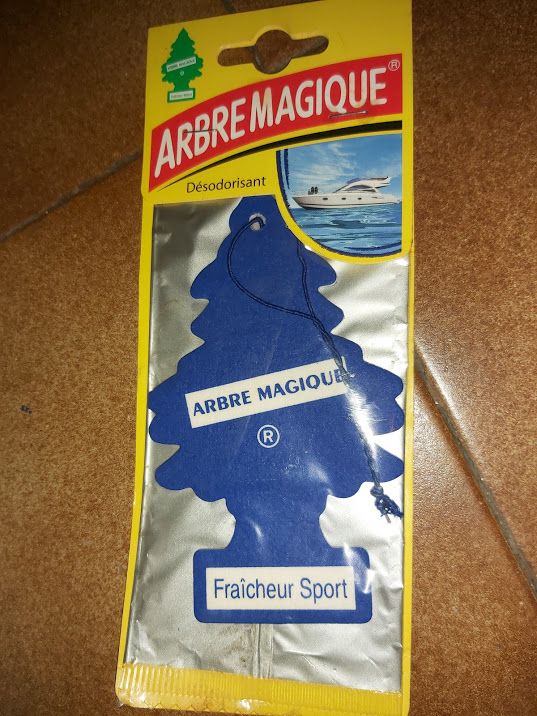 ARBRE MAGIQUE®
Désodorisant
ARBRE MAGIQUE
®
Fraîcheur Sport